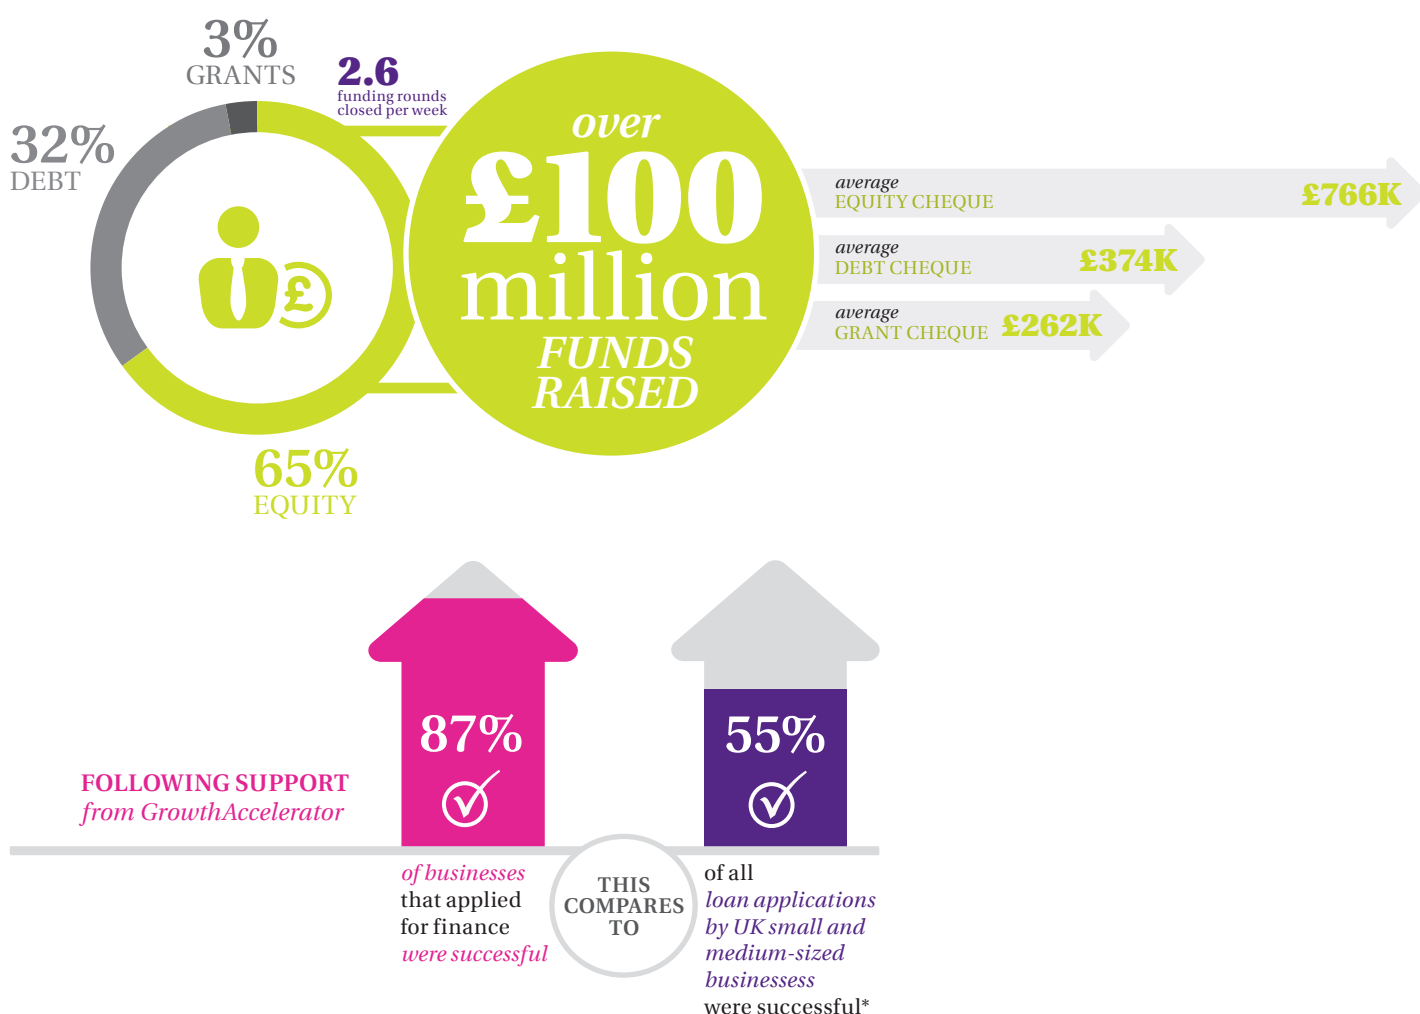 3%
GRANTS
2.6
funding rounds
closed per week
32%
DEBT
£
65%
EQUITY
over
£100
million
FUNDS
RAISED
average
EQUITY CHEQUE
£766K
average
DEBT CHEQUE
£374K
average
GRANT CHEQUE
£262K
FOLLOWING SUPPORT
from GrowthAccelerator
87%
of businesses
that applied
for finance
were successful
THIS
COMPARES
TO
55%
of all
loan applications
by UK small and
medium-sized
businessess
were successful*